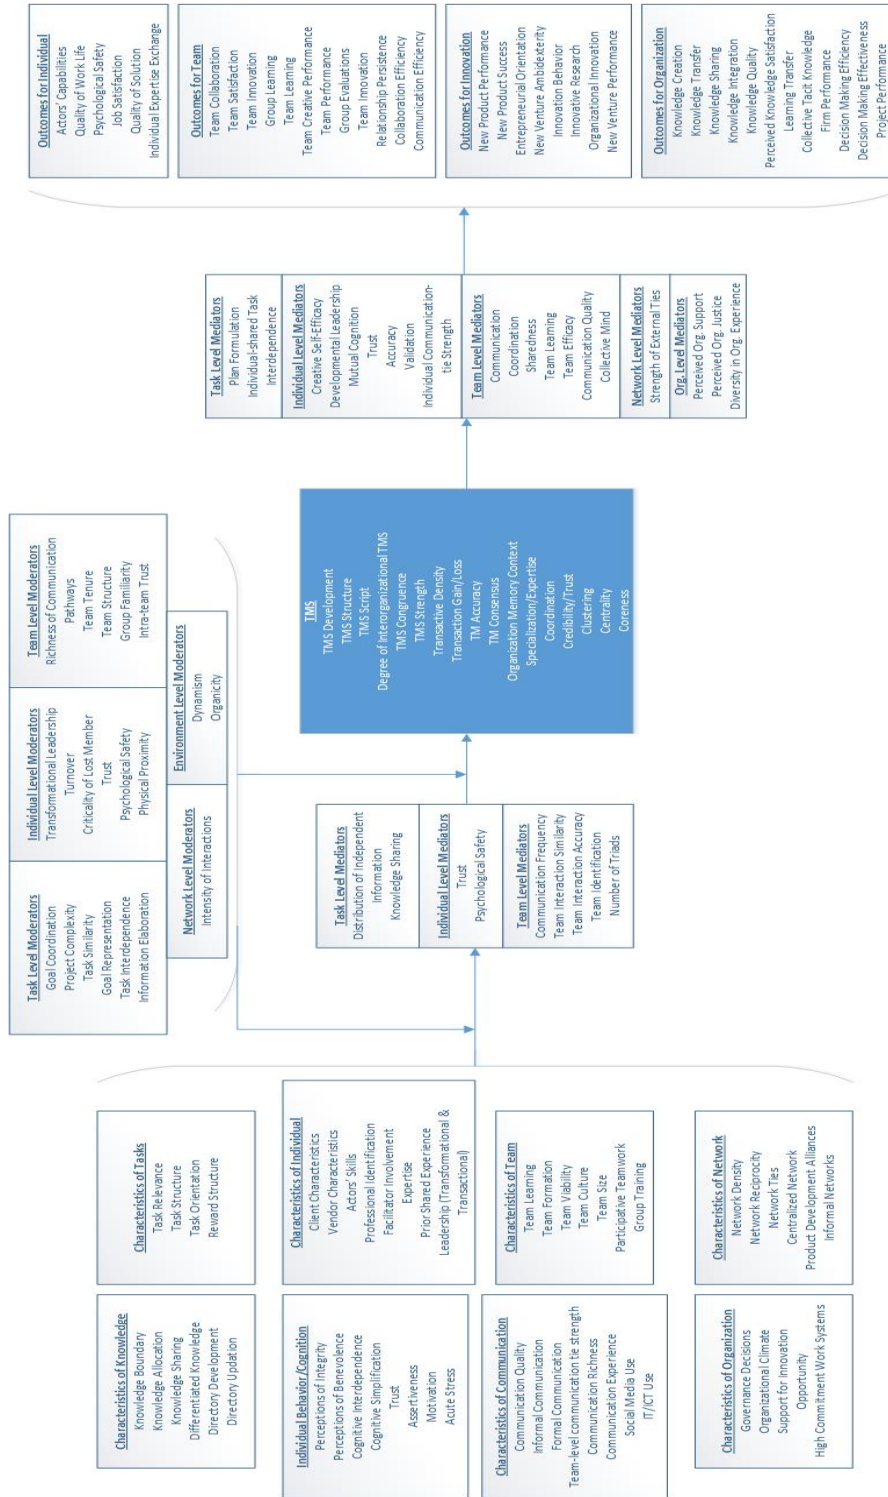 Characteristics of Knowledge
Knowledge Boundary
Knowledge Allocation
Knowledge Sharing
Differentiated Knowledge
Directory Development
Directory Updation
Characteristics of Tasks
Task Relevance
Task Structure
Task Orientation
Reward Structure
Individual Behavior/Cognition
Perceptions of Integrity
Perceptions of Benevolence
Cognitive Interdependence
Cognitive Simplification
Trust
Assertiveness
Motivation
Acute Stress
Characteristics of Individual
Client Characteristics
Vendor Characteristics
Actors' Skills
Professional Identification
Facilitator Involvement
Expertise
Prior Shared Experience
Leadership (Transformational &
Transactional)
Characteristics of Communication
Communication Quality
Informal Communication
Formal Communication
Team-level communication tie strength
Communication Richness
Communication Experience
Social Media Use
IT/ICT Use
Characteristics of Team
Team Learning
Team Formation
Team Viability
Team Culture
Team Size
Participative Teamwork
Group Training
Characteristics of Organization
Governance Decisions
Organizational Climate
Support for Innovation
Opportunity
High Commitment Work Systems
Characteristics of Network
Network Density
Network Reciprocity
Network Ties
Centralized Network
Product Development Alliances
Informal Networks
Task Level Moderators
Goal Coordination
Project Complexity
Task Similarity
Goal Representation
Task Interdependence
Information Elaboration
Individual Level Moderators
Transformational Leadership
Turnover
Criticality of Lost Member
Trust
Psychological Safety
Physical Proximity
Team Level Moderators
Richness of Communication
Pathways
Team Tenure
Team Structure
Group Familiarity
Intra-team Trust
Network Level Moderators
Intensity of Interactions
Environment Level Moderators
Dynamism
Organicity
Task Level Mediators
Distribution of Independent
Information
Knowledge Sharing
Individual Level Mediators
Trust
Psychological Safety
Team Level Mediators
Communication Frequency
Team Interaction Similarity
Team Interaction Accuracy
Team Identification
Number of Triads
TMS
TMS Development
TMS Structure
TMS Script
Degree of Interorganizational TMS
TMS Congruence
TMS Strength
Transactive Density
Transaction Gain/Loss
TM Accuracy
TM Consensus
Organization Memory Context
Specialization/Expertise
Coordination
Credibility/Trust
Clustering
Centrality
Coreness
Task Level Mediators
Plan Formulation
Individual-shared Task
Interdependence
Individual Level Mediators
Creative Self-Efficacy
Developmental Leadership
Mutual Cognition
Trust
Accuracy
Validation
Individual Communication-
tie Strength
Team Level Mediators
Communication
Coordination
Sharedness
Team Learning
Team Efficacy
Communication Quality
Collective Mind
Network Level Mediators
Strength of External Ties
Org. Level Mediators
Perceived Org. Support
Perceived Org. Justice
Diversity in Org. Experience
Outcomes for Individual
Actors' Capabilities
Quality of Work Life
Psychological Safety
Job Satisfaction
Quality of Solution
Individual Expertise Exchange
Outcomes for Team
Team Collaboration
Team Satisfaction
Team Innovation
Group Learning
Team Learning
Team Creative Performance
Team Performance
Group Evaluations
Team Innovation
Relationship Persistence
Collaboration Efficiency
Communication Efficiency
Outcomes for Innovation
New Product Performance
New Product Success
Entrepreneurial Orientation
New Venture Ambidexterity
Innovation Behavior
Innovative Research
Organizational Innovation
New Venture Performance
Outcomes for Organization
Knowledge Creation
Knowledge Transfer
Knowledge Sharing
Knowledge Integration
Knowledge Quality
Perceived Knowledge Satisfaction
Learning Transfer
Collective Tacit Knowledge
Firm Performance
Decision Making Efficiency
Decision Making Effectiveness
Project Performance